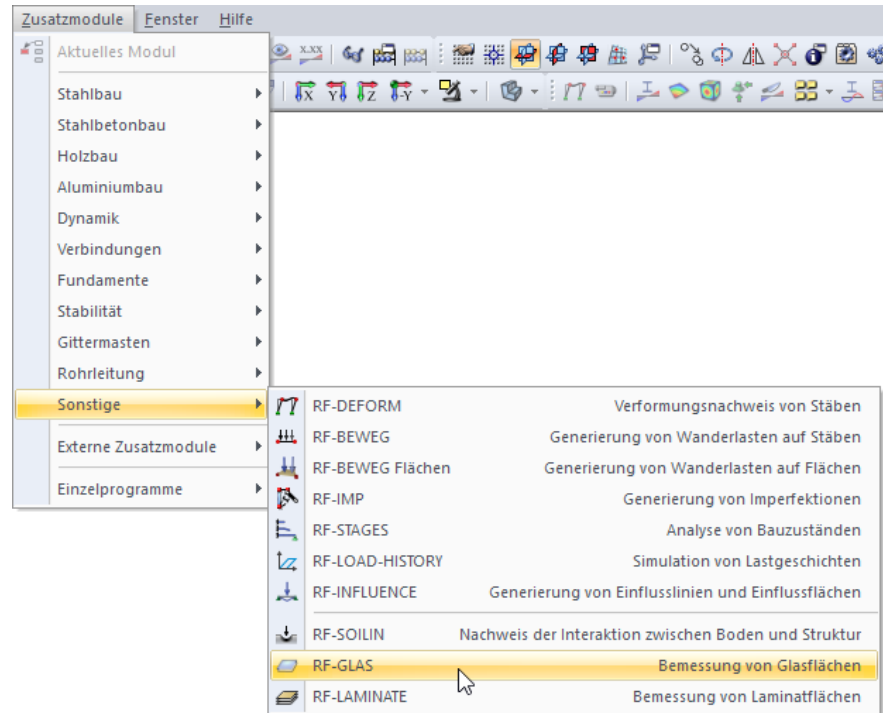 Zusatzmodule Fenster Hilfe
Aktuelles Modul
x.xx
Stahlbau
X Y Z -Y
Stahlbetonbau
Holzbau
Aluminiumbau
Dynamik
Verbindungen
Fundamente
Stabilität
Gittermasten
Rohrleitung
Sonstige
Externe Zusatzmodule
Einzelprogramme
RF-DEFORM Verformungsnachweis von Stäben
RF-BEWEG Generierung von Wanderlasten auf Stäben
RF-BEWEG Flächen Generierung von Wanderlasten auf Flächen
RF-IMP Generierung von Imperfektionen
RF-STAGES Analyse von Bauzuständen
RF-LOAD-HISTORY Simulation von Lastgeschichten
RF-INFLUENCE Generierung von Einflusslinien und Einflussflächen
RF-SOILIN Nachweis der Interaktion zwischen Boden und Struktur
RF-GLAS Bemessung von Glasflächen
RF-LAMINATE Bemessung von Laminatflächen